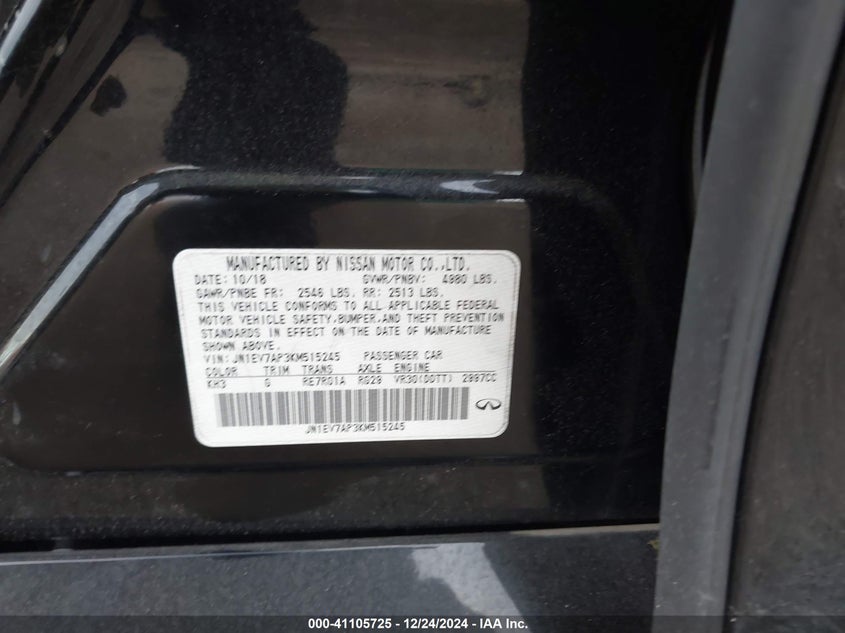 MANUFACTURED BY NISSAN MOTOR CO.,LTD.
DATE: 10/18 GVWR/PNBV: 4980 LBS.
GAWR/PNBE FR: 2546 LBS. RR: 2513 LBS.
THIS VEHICLE CONFORMS TO ALL APPLICABLE FEDERAL
MOTOR VEHICLE SAFETY,BUMPER,AND THEFT PREVENTION
STANDARDS IN EFFECT ON THE DATE OF MANUFACTURE
SHOWN ABOVE.
VIN: JN1EV7AP3KM515245 PASSENGER CAR
COLOR TRIM TRANS AXLE ENGINE
KH3 G RE7R01A RG29 VR30(DDTT) 2997CC
JN1EV7AP3KM515245
000-41105725 - 12/24/2024 - IAA Inc.